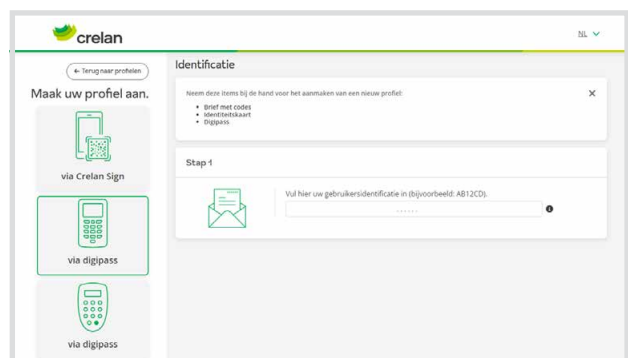 crelan
NL
← Terug naar profielen
Maak uw profiel aan.
via Crelan Sign
via digipass
via digipass
Identificatie
Neem deze items bij de hand voor het aanmaken van een nieuw profiel:
• Brief met codes
• Identiteitskaart
• Digipass
Stap 1
Vul hier uw gebruikersidentificatie in (bijvoorbeeld: AB12CD).
......